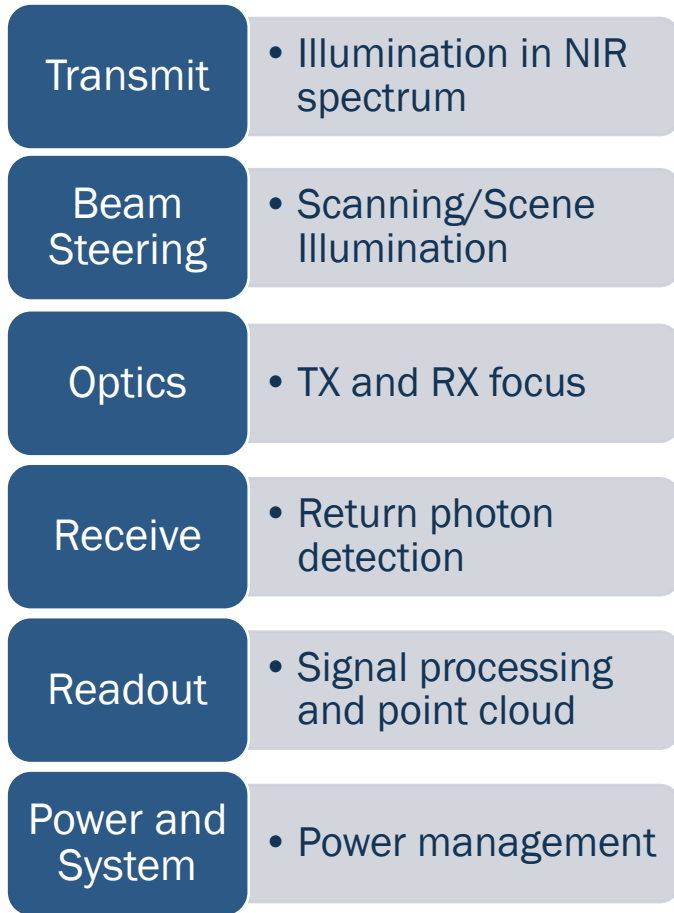 Transmit
• Illumination in NIR
spectrum
Beam
Steering
• Scanning/Scene
Illumination
Optics
• TX and RX focus
Receive
• Return photon
detection
Readout
• Signal processing
and point cloud
Power and
System
• Power management